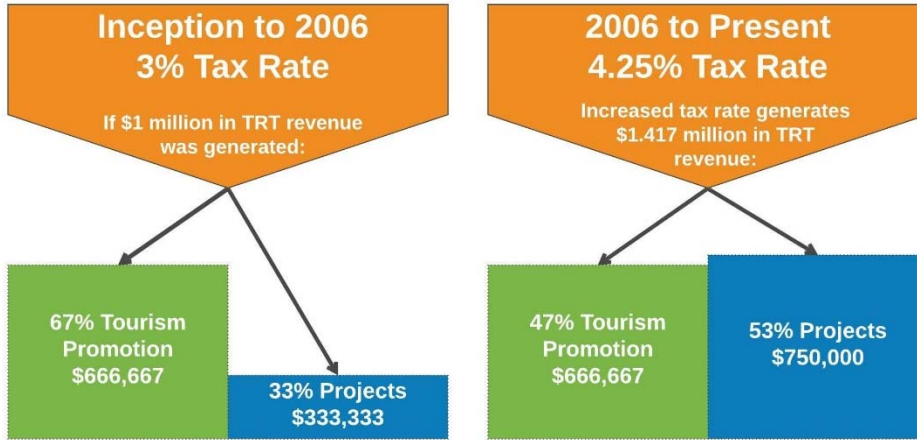 Inception to 2006
3% Tax Rate
If $1 million in TRT revenue
was generated:
67% Tourism
Promotion
$666,667
33% Projects
$333,333
2006 to Present
4.25% Tax Rate
Increased tax rate generates
$1.417 million in TRT
revenue:
47% Tourism
Promotion
$666,667
53% Projects
$750,000